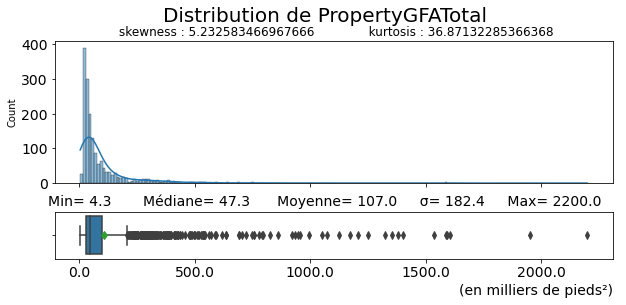 Distribution de PropertyGFATotal
skewness : 5.232583466967666 kurtosis : 36.87132285366368
400
300
200
100
0
Count
Min= 4.3 Médiane= 47.3 Moyenne= 107.0 σ= 182.4 Max= 2200.0
0.0 500.0 1000.0 1500.0 2000.0
(en milliers de pieds²)